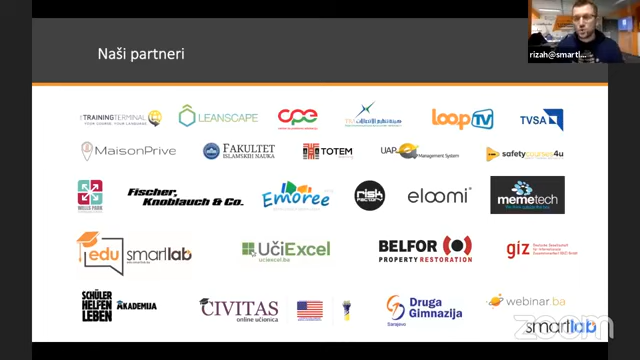 rizah@smartl...
Naši partneri
TRAININGTERMINAL
LEANSCAPE
cpe
loopTV
TVSA
MAISONPRIVE
FAKULTET
ISLAMSKIH NAUKA
TOTEM
UAP
Management System
safetycourses4u
Fischer,
Knoblauch & Co.
Emoree
risk
FACTORY
eloomi
memetech
edu smartlab
UčiExcel
uciexcel.ba
BELFOR
PROPERTY RESTORATION
giz
SCHÜLER
HELFEN
LEBEN
AKADEMIJA
CIVITAS
online učionica
Druga
Gimnazija
Sarajevo
webinar.ba
zoom
smartlab